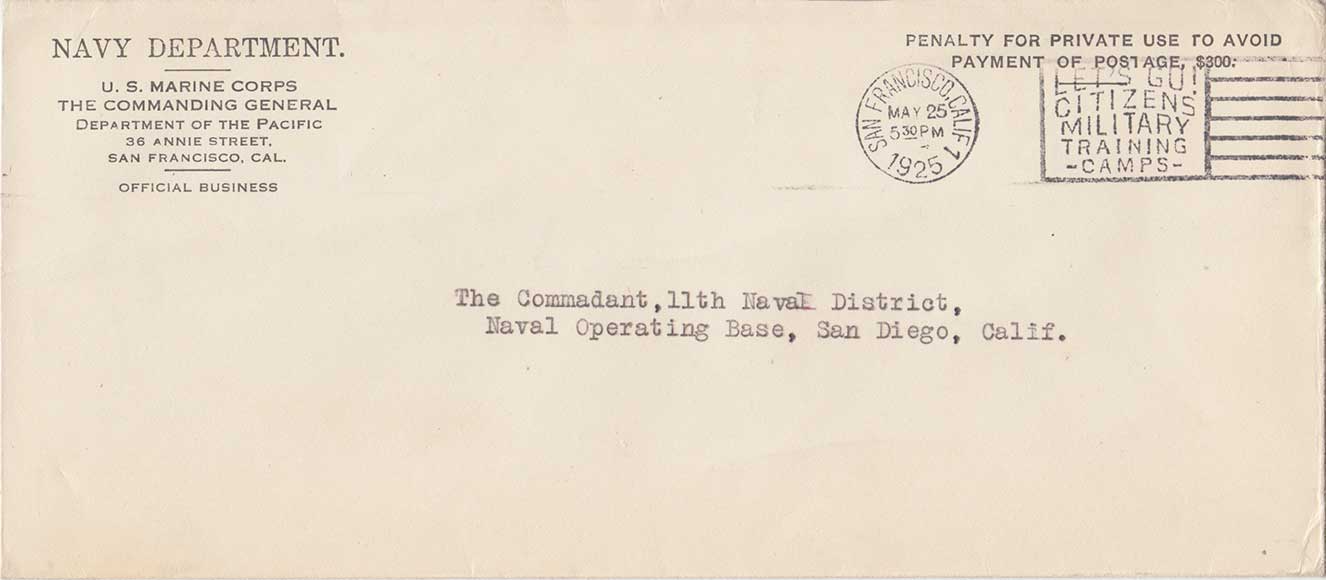 NAVY DEPARTMENT.
U. S. MARINE CORPS
THE COMMANDING GENERAL
DEPARTMENT OF THE PACIFIC
36 ANNIE STREET,
SAN FRANCISCO, CAL.
OFFICIAL BUSINESS
PENALTY FOR PRIVATE USE TO AVOID
PAYMENT OF POSTAGE, $300.
SAN FRANCISCO, CALIF. 1
MAY 25
5 30 PM
1925
LET'S GO!
CITIZENS
MILITARY
TRAINING
-CAMPS-
The Commadant,11th Naval District,
Naval Operating Base, San Diego, Calif.